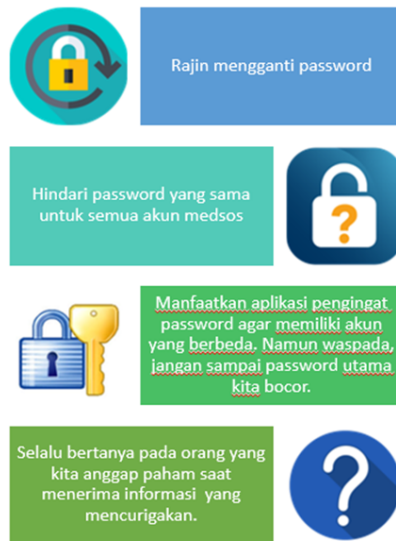 Rajin mengganti password
Hindari password yang sama
untuk semua akun medsos
?
Manfaatkan aplikasi pengingat
password agar memiliki akun
yang berbeda, Namun waspada,
jangan sampai password utama
kita bocor.
Selalu bertanya pada orang yang
kita anggap paham saat
menerima informasi yang
mencurigakan.
?